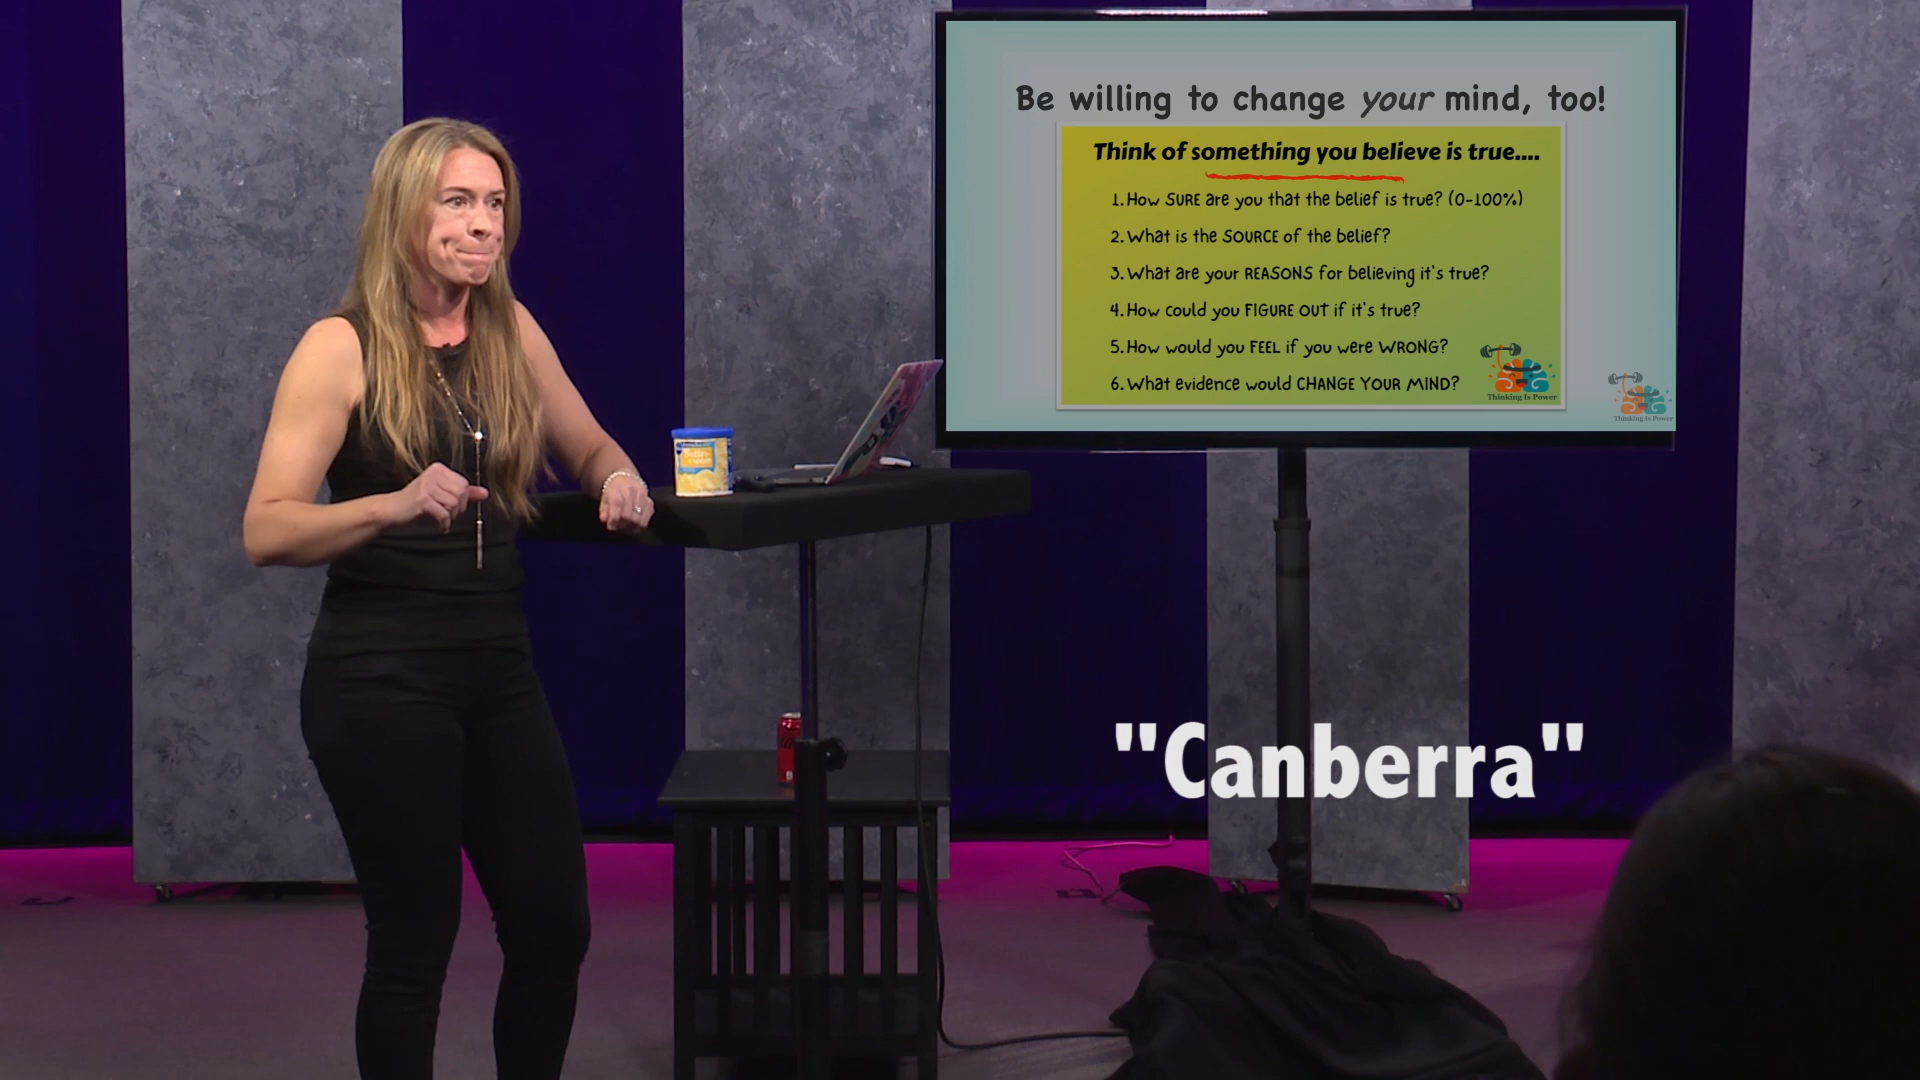 Be willing to change your mind, too!
Think of something you believe is true....
1. How SURE are you that the belief is true? (0-100%)
2. What is the SOURCE of the belief?
3. What are your REASONS for believing it's true?
4. How could you FIGURE OUT if it's true?
5. How would you FEEL if you were WRONG?
6. What evidence would CHANGE YOUR MIND?
Thinking Is Power
Thinking Is Power
"Canberra"